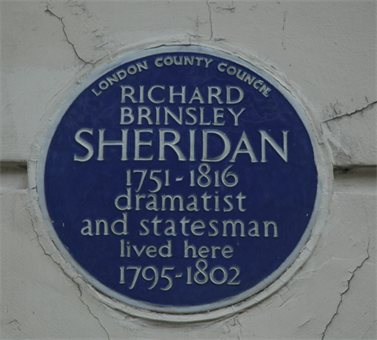 LONDON COUNTY COUNCIL
RICHARD
BRINSLEY
SHERIDAN
1751-1816
dramatist
and statesman
lived here
1795-1802